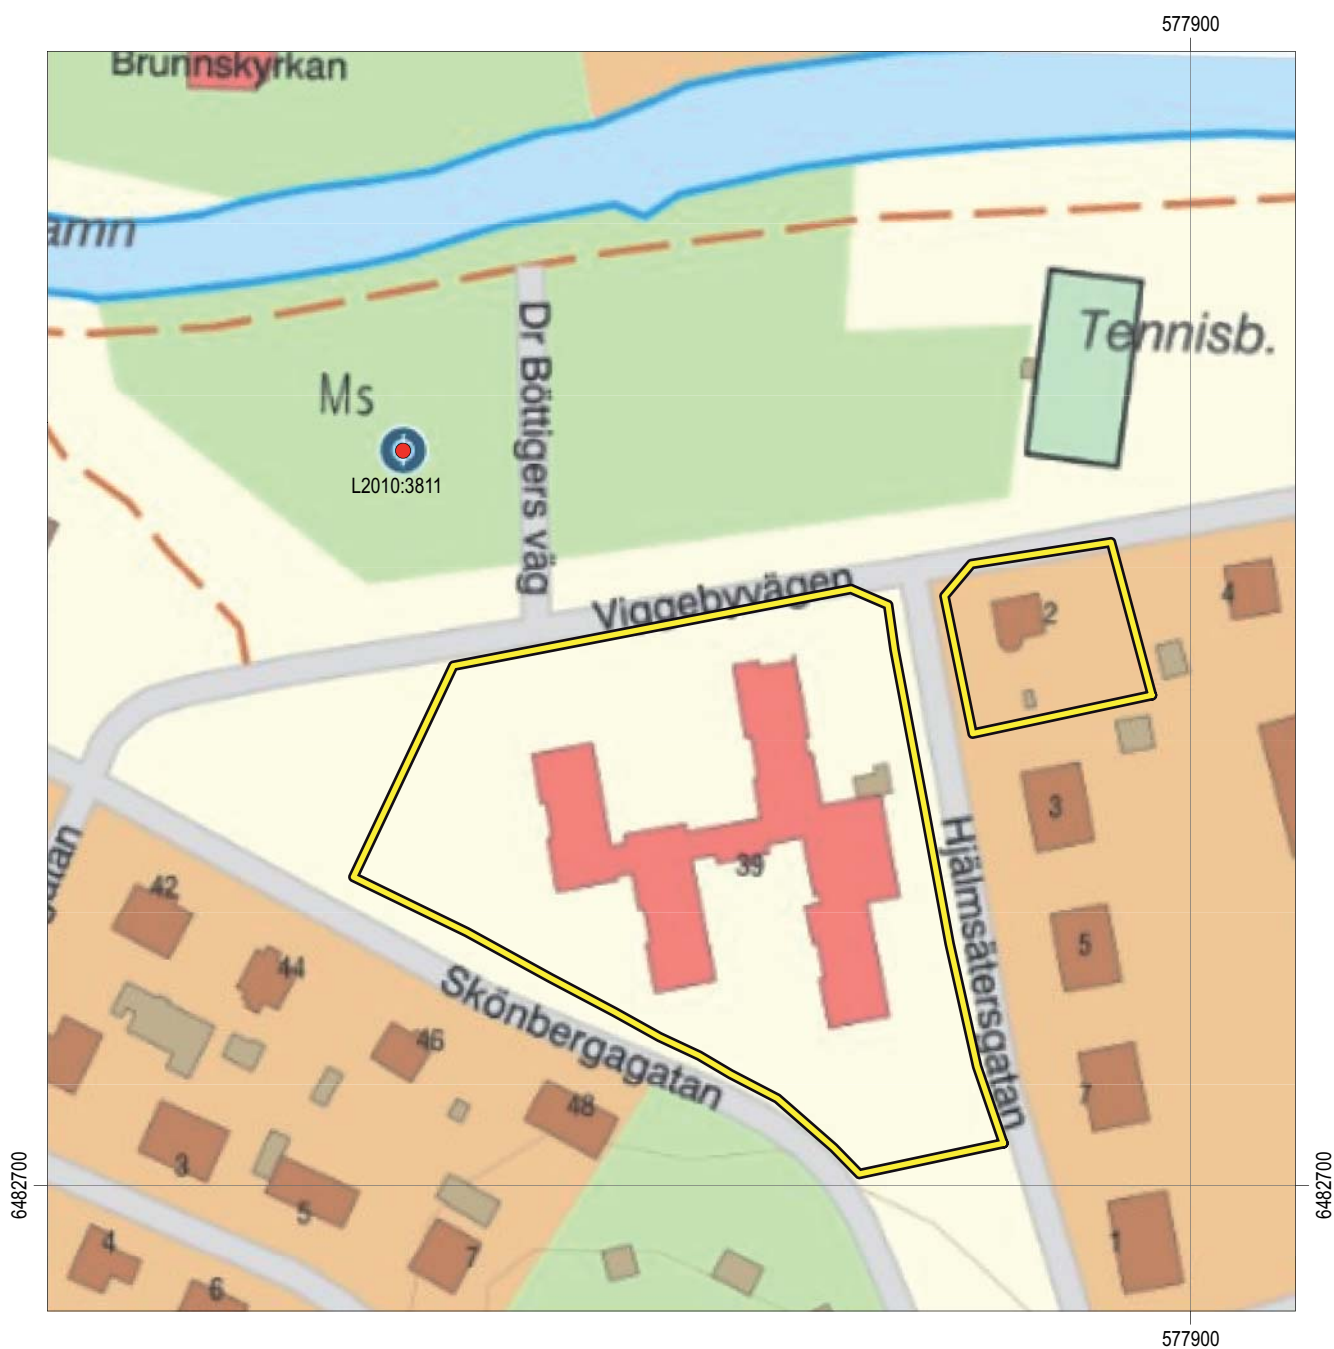 577900
Brunnskyrkan
amn
Tennisb.
Ms
L2010:3811
Dr Böttigers väg
Viggebyvägen
2
4
39
3
Hjälmsätersgatan
gatan
42
44
5
Skönbergagatan
46
48
7
3
5
6482700
6482700
4
6
7
1
577900